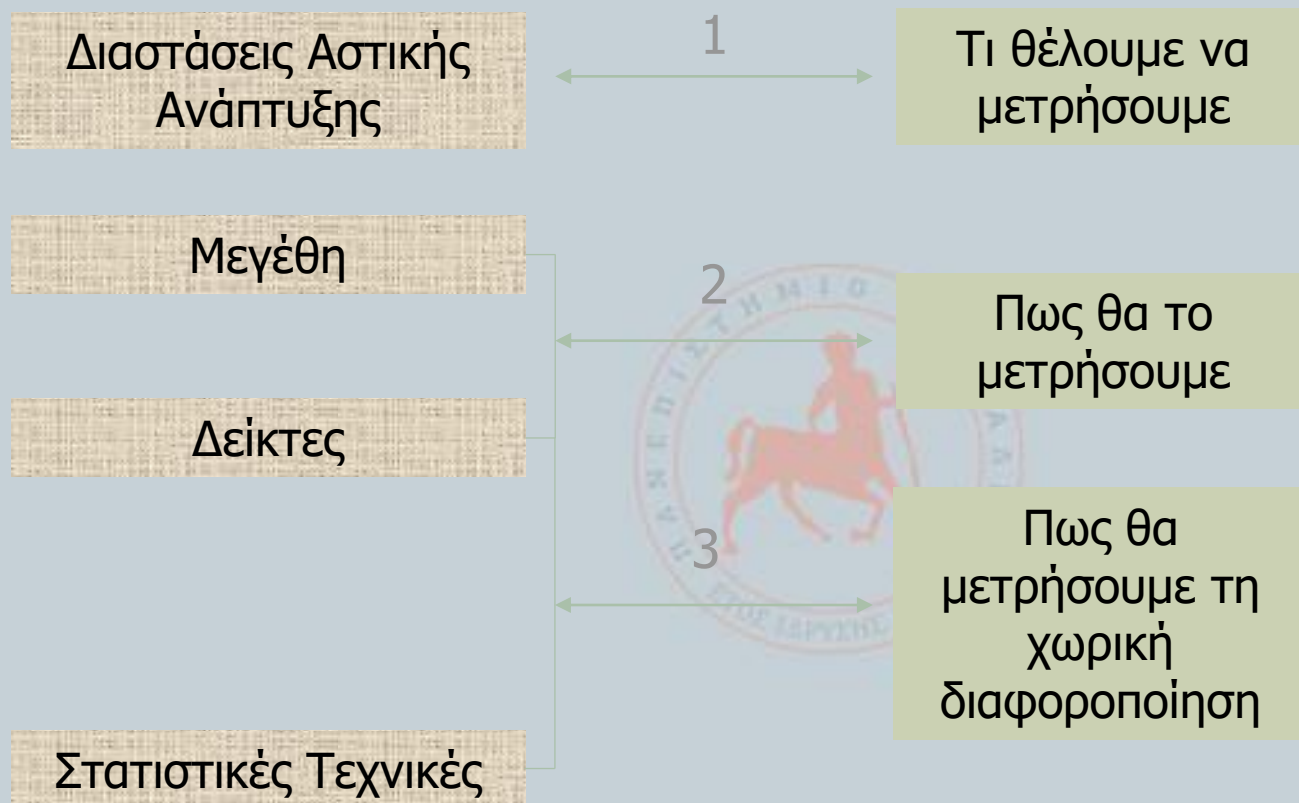 Διαστάσεις Αστικής
Ανάπτυξης
1
Τι θέλουμε να
μετρήσουμε
Μεγέθη
2
Πως θα το
μετρήσουμε
Δείκτες
3
Πως θα
μετρήσουμε τη
χωρική
διαφοροποίηση
Στατιστικές Τεχνικές